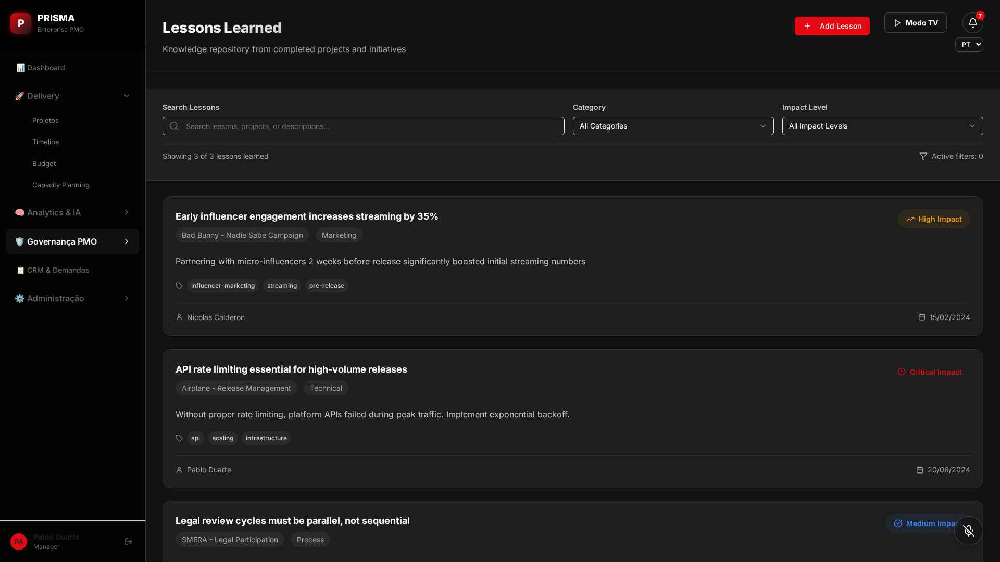 P
PRISMA
Enterprise PMO
Dashboard
Delivery
Projetos
Timeline
Budget
Capacity Planning
Analytics & IA
Governança PMO
CRM & Demandas
Administração
PA
Pablo Duarte
Manager
Lessons Learned
Knowledge repository from completed projects and initiatives
Add Lesson
Modo TV
7
PT
Search Lessons
Search lessons, projects, or descriptions...
Category
All Categories
Impact Level
All Impact Levels
Showing 3 of 3 lessons learned
Active filters: 0
Early influencer engagement increases streaming by 35%
High Impact
Bad Bunny - Nadie Sabe Campaign
Marketing
Partnering with micro-influencers 2 weeks before release significantly boosted initial streaming numbers
influencer-marketing
streaming
pre-release
Nicolas Calderon
15/02/2024
API rate limiting essential for high-volume releases
Critical Impact
Airplane - Release Management
Technical
Without proper rate limiting, platform APIs failed during peak traffic. Implement exponential backoff.
api
scaling
infrastructure
Pablo Duarte
20/06/2024
Legal review cycles must be parallel, not sequential
Medium Impact
SMERA - Legal Participation
Process